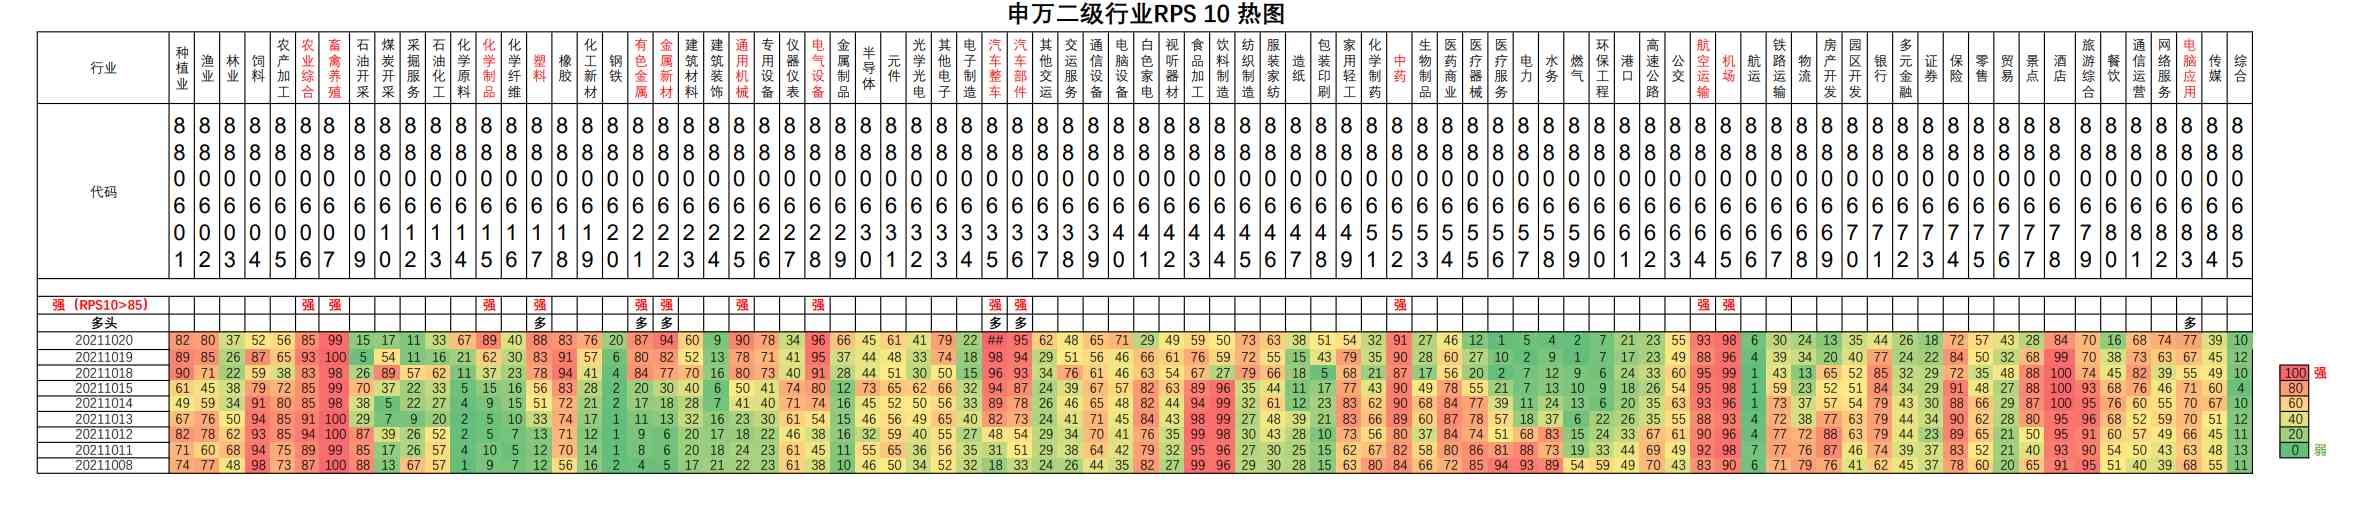 申万二级行业RPS 10 热图
行业 种植业 渔业 林业 饲料 农产加工 农业综合 畜禽养殖 石油开采 煤炭开采 采掘服务 石油化工 化学原料 化学制品 化学纤维 塑料 橡胶 化工新材 钢铁 有色金属 金属新材 建筑材料 建筑装饰 通用机械 专用设备 仪器仪表 电气设备 金属制品 半导体 元件 光学光电 其他电子 电子制造 汽车整车 汽车部件 其他交运 交运服务 通信设备 电脑设备 白色家电 视听器材 食品加工 饮料制造 纺织制造 服装家纺 造纸 包装印刷 家用轻工 化学制药 中药 生物制品 医药商业 医疗器械 医疗服务 电力 水务 燃气 环保工程 港口 高速公路 公交 航空运输 机场 航运 铁路运输 物流 房产开发 园区开发 银行 多元金融 证券 保险 零售 贸易 景点 酒店 旅游综合 餐饮 通信运营 网络服务 电脑应用 传媒 综合
代码 880601 880602 880603 880604 880605 880606 880607 880609 880610 880612 880613 880614 880615 880616 880617 880618 880619 880620 880621 880622 880623 880624 880625 880626 880627 880628 880629 880630 880631 880632 880633 880634 880635 880636 880637 880638 880639 880640 880641 880642 880643 880644 880645 880646 880647 880648 880649 880651 880652 880653 880654 880655 880656 880657 880658 880659 880660 880661 880662 880663 880664 880665 880666 880667 880668 880669 880670 880671 880672 880673 880674 880675 880676 880677 880678 880679 880680 880681 880682 880683 880684 880685
强（RPS10>85） 强 强 强 强 强 强 强 强 强 强 强 强 强
多头 多 多 多 多 多 多
20211020 82 80 37 52 56 85 99 15 17 11 33 67 89 40 88 83 76 20 87 94 60 9 90 78 34 96 66 45 61 41 79 22 ## 95 62 48 65 71 29 49 59 50 73 63 38 51 54 32 91 27 46 12 1 5 4 2 7 21 23 55 93 98 6 30 24 13 35 44 26 18 72 57 43 28 84 70 16 68 74 77 39 10
20211019 89 85 26 87 65 93 100 5 54 11 16 21 62 30 83 91 57 6 80 82 52 13 78 71 41 95 37 44 48 33 74 18 98 94 29 51 56 46 66 61 76 59 72 55 15 43 79 35 90 28 60 27 10 2 9 1 7 17 23 49 88 96 4 39 34 20 40 77 24 22 84 50 32 68 99 70 38 73 63 67 45 12
20211018 90 71 22 59 38 83 98 26 89 57 62 11 37 23 78 94 41 4 84 77 70 16 80 73 40 91 28 44 51 30 50 15 96 93 34 76 61 46 63 54 67 27 79 66 18 5 68 21 87 17 56 20 2 7 12 9 6 24 33 60 95 99 1 43 13 65 52 85 32 29 72 35 48 88 100 74 45 82 39 55 49 10
20211015 61 45 38 79 72 85 99 70 37 22 33 5 15 16 56 83 28 2 20 30 40 6 50 41 74 80 12 73 65 62 66 32 94 87 24 39 67 57 82 63 89 96 35 44 11 17 77 43 90 49 78 55 21 7 13 10 9 18 26 54 95 98 1 59 23 52 51 84 34 29 91 48 27 88 100 93 68 76 46 71 60 4
20211014 49 59 34 91 80 85 98 38 5 22 27 4 9 15 51 72 21 2 17 18 28 7 41 40 71 74 16 45 52 50 56 33 89 78 26 46 65 48 82 44 94 99 32 61 12 23 83 62 90 68 84 77 39 11 24 13 6 20 35 63 93 96 1 73 37 57 54 79 43 30 88 66 29 87 100 95 76 60 55 70 67 10
20211013 67 76 50 94 85 91 100 29 7 9 20 2 5 10 33 74 17 1 11 13 32 16 23 30 61 54 15 46 56 49 65 40 82 73 24 41 71 45 84 43 98 99 27 40 39 21 83 66 89 60 87 78 57 18 37 6 22 26 35 55 88 93 4 72 38 77 63 79 44 34 90 62 28 80 95 96 68 52 59 70 51 12
20211012 82 78 62 93 85 94 100 87 39 26 52 2 5 7 13 71 12 1 9 6 20 17 18 22 46 38 16 32 59 40 55 27 48 54 29 34 70 41 76 35 99 98 30 43 28 10 73 56 80 37 84 74 51 68 83 15 24 33 67 61 90 96 4 77 72 88 63 79 44 23 89 65 21 50 95 91 60 57 49 66 45 11
20211011 71 60 68 74 75 89 99 85 17 26 57 4 10 5 12 70 14 1 8 6 20 18 24 23 61 45 11 55 65 36 56 35 31 51 29 38 64 42 79 32 95 96 27 30 25 15 62 67 82 58 80 86 81 88 73 19 33 44 69 49 92 98 7 77 76 87 46 74 39 37 83 52 21 40 93 90 54 50 43 63 48 13
20211008 74 77 48 98 73 87 100 88 13 67 57 1 9 7 12 56 16 2 4 5 17 21 22 23 61 38 10 46 50 34 52 32 18 33 24 26 44 35 82 27 99 96 29 30 28 15 63 80 84 66 72 85 94 93 89 54 59 49 70 43 83 90 6 71 79 76 41 62 45 37 78 60 20 65 91 95 51 40 39 68 55 11
100 强
80
60
40
20
0 弱